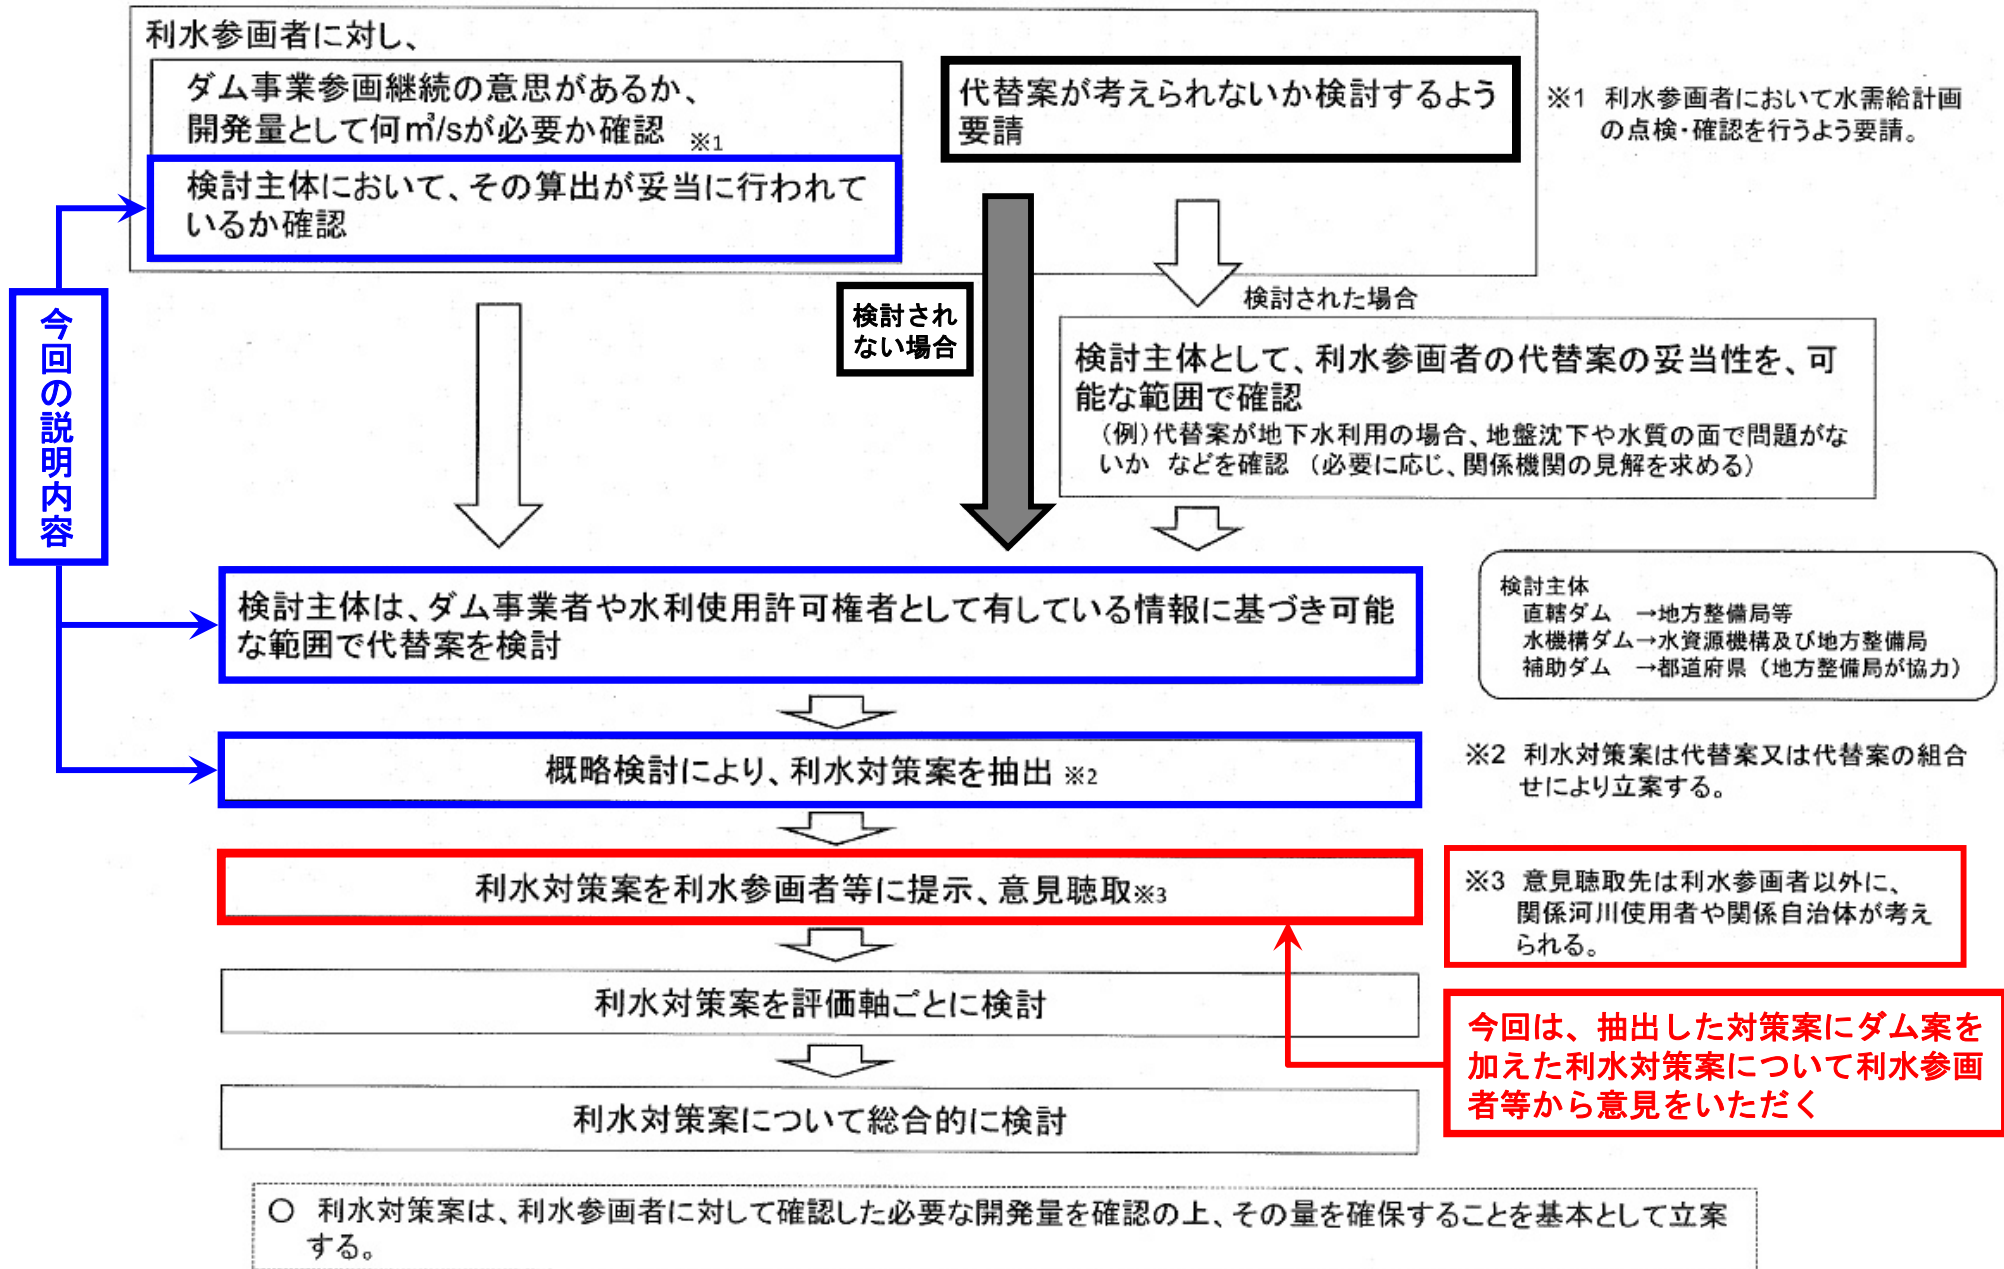 利水参画者に対し、
ダム事業参画継続の意思があるか、
開発量として何㎥/sが必要か確認 ※1
検討主体において、その算出が妥当に行われて
いるか確認
代替案が考えられないか検討するよう
要請
※1 利水参画者において水需給計画
の点検・確認を行うよう要請。
今回の説明内容
検討され
ない場合
検討された場合
検討主体として、利水参画者の代替案の妥当性を、可
能な範囲で確認
（例）代替案が地下水利用の場合、地盤沈下や水質の面で問題がな
いか などを確認 （必要に応じ、関係機関の見解を求める）
検討主体は、ダム事業者や水利使用許可権者として有している情報に基づき可能
な範囲で代替案を検討
検討主体
直轄ダム →地方整備局等
水機構ダム→水資源機構及び地方整備局
補助ダム →都道府県（地方整備局が協力）
概略検討により、利水対策案を抽出 ※2
※2 利水対策案は代替案又は代替案の組合
せにより立案する。
利水対策案を利水参画者等に提示、意見聴取※3
※3 意見聴取先は利水参画者以外に、
関係河川使用者や関係自治体が考え
られる。
利水対策案を評価軸ごとに検討
今回は、抽出した対策案にダム案を
加えた利水対策案について利水参画
者等から意見をいただく
利水対策案について総合的に検討
○ 利水対策案は、利水参画者に対して確認した必要な開発量を確認の上、その量を確保することを基本として立案
する。